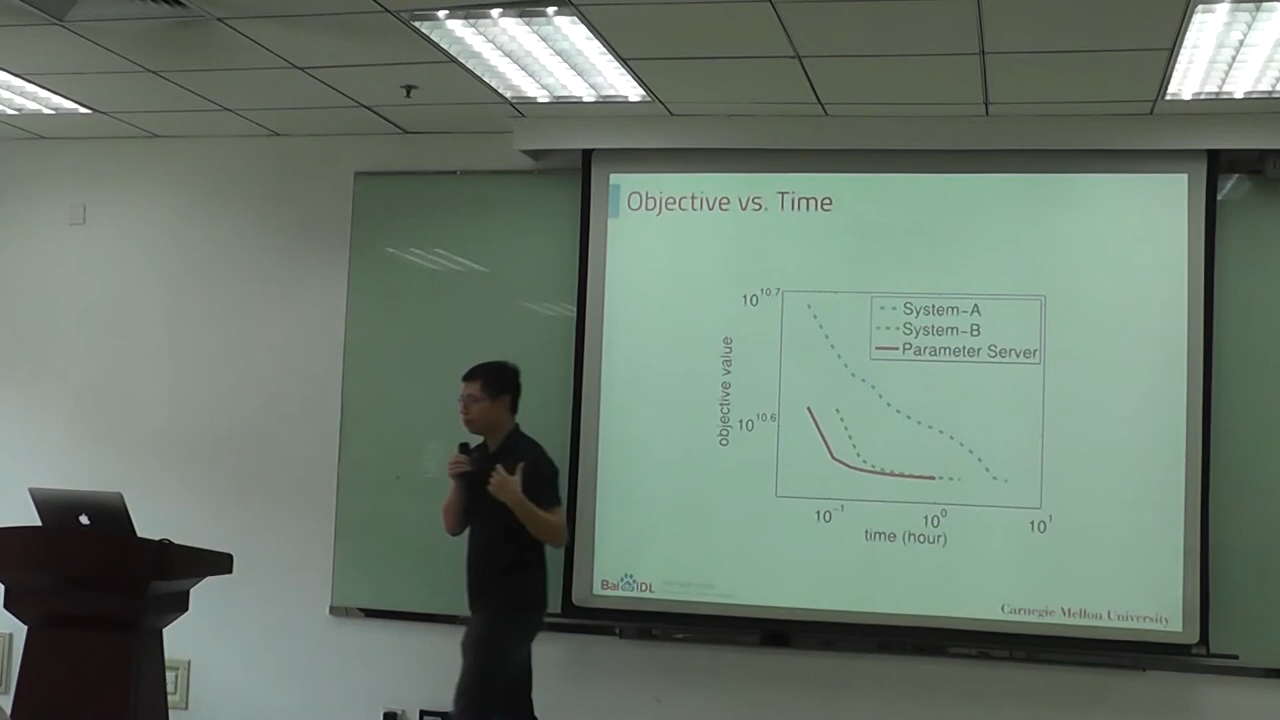 Objective vs. Time
10^10.7
10^10.6
objective value
System-A
System-B
Parameter Server
10^-1
10^0
10^1
time (hour)
Bai IDL
Carnegie Mellon University